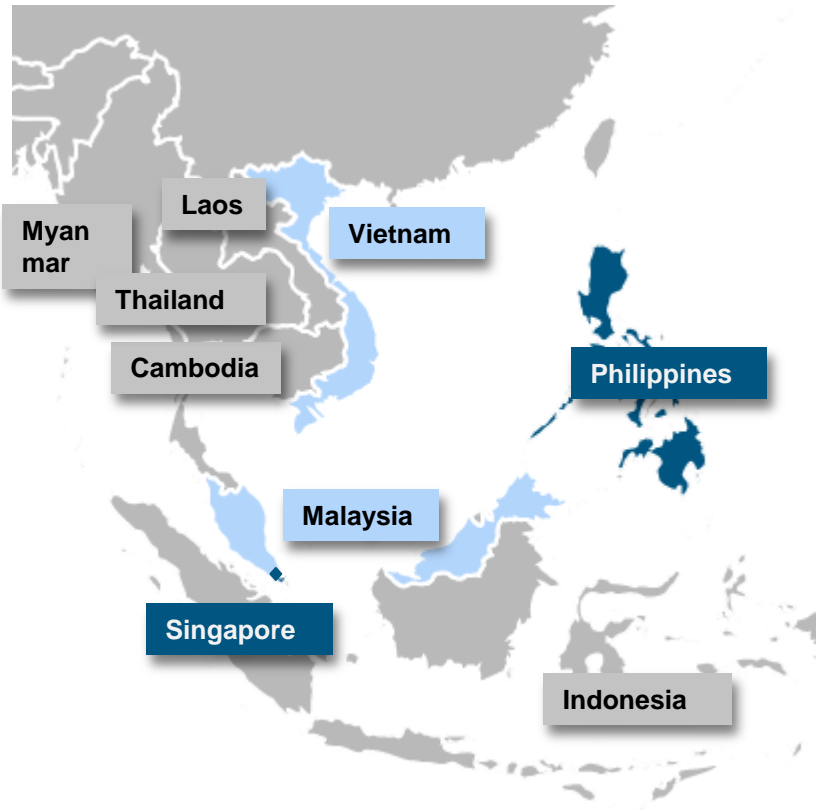 Laos
Myan
mar
Vietnam
Thailand
Cambodia
Philippines
Malaysia
Singapore
Indonesia